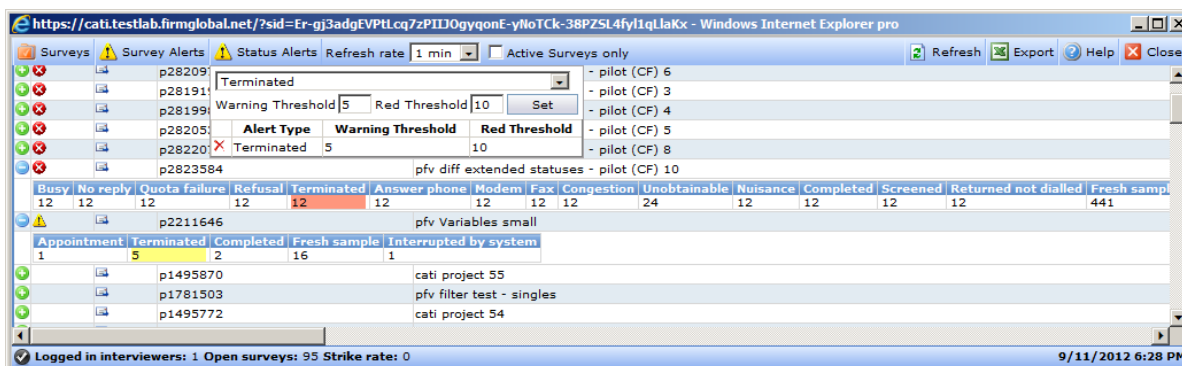 https://cati.testlab.firmglobal.net/?sid=Er-gj3adgEVPtLcq7zPIIJOgyqonE-yNoTCk-38PZSL4fyl1qLlaKx - Windows Internet Explorer pro
Surveys Survey Alerts Status Alerts Refresh rate 1 min Active Surveys only Refresh Export Help Close
p28209 - pilot (CF) 6
Terminated
p28191 - pilot (CF) 3
Warning Threshold 5 Red Threshold 10 Set
p28199 - pilot (CF) 4
p28205 Alert Type Warning Threshold Red Threshold - pilot (CF) 5
p28220 Terminated 5 10 - pilot (CF) 8
p2823584 pfv diff extended statuses - pilot (CF) 10
Busy No reply Quota failure Refusal Terminated Answer phone Modem Fax Congestion Unobtainable Nuisance Completed Screened Returned not dialled Fresh sampl
12 12 12 12 12 12 12 12 12 24 12 12 12 12 441
p2211646 pfv Variables small
Appointment Terminated Completed Fresh sample Interrupted by system
1 5 2 16 1
p1495870 cati project 55
p1781503 pfv filter test - singles
p1495772 cati project 54
Logged in interviewers: 1 Open surveys: 95 Strike rate: 0 9/11/2012 6:28 PM